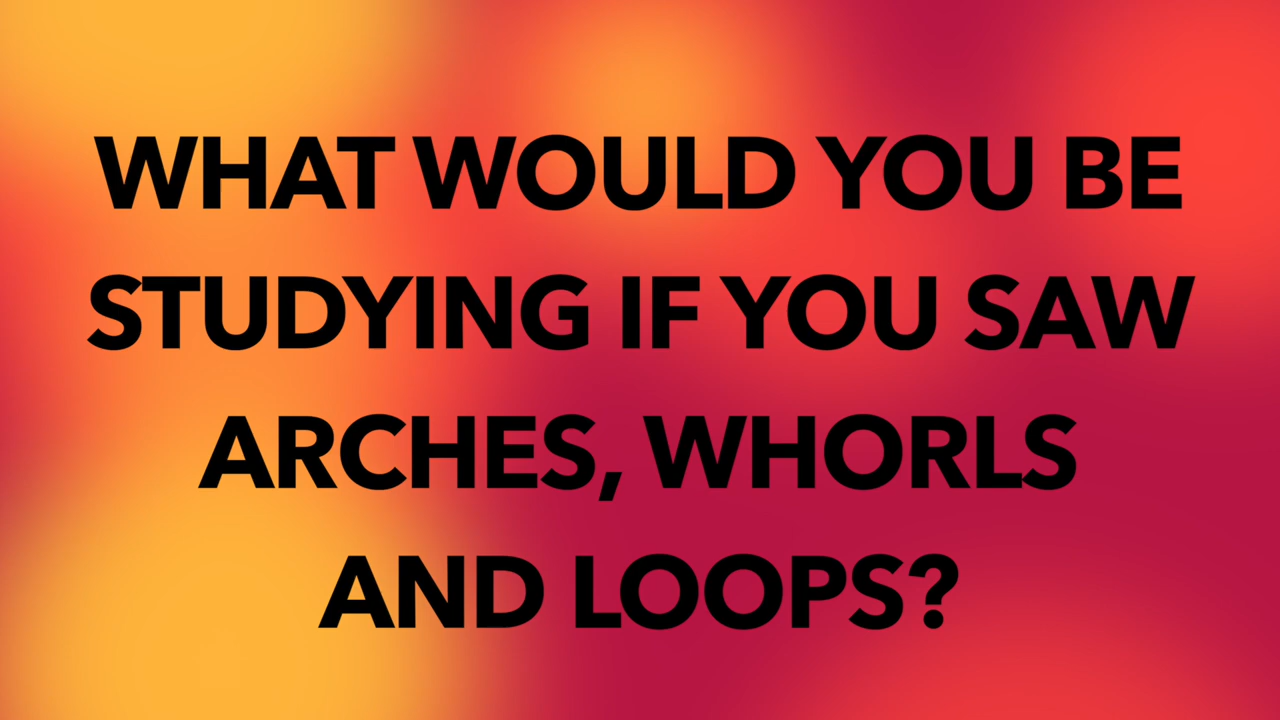 WHAT WOULD YOU BE
STUDYING IF YOU SAW
ARCHES, WHORLS
AND LOOPS?